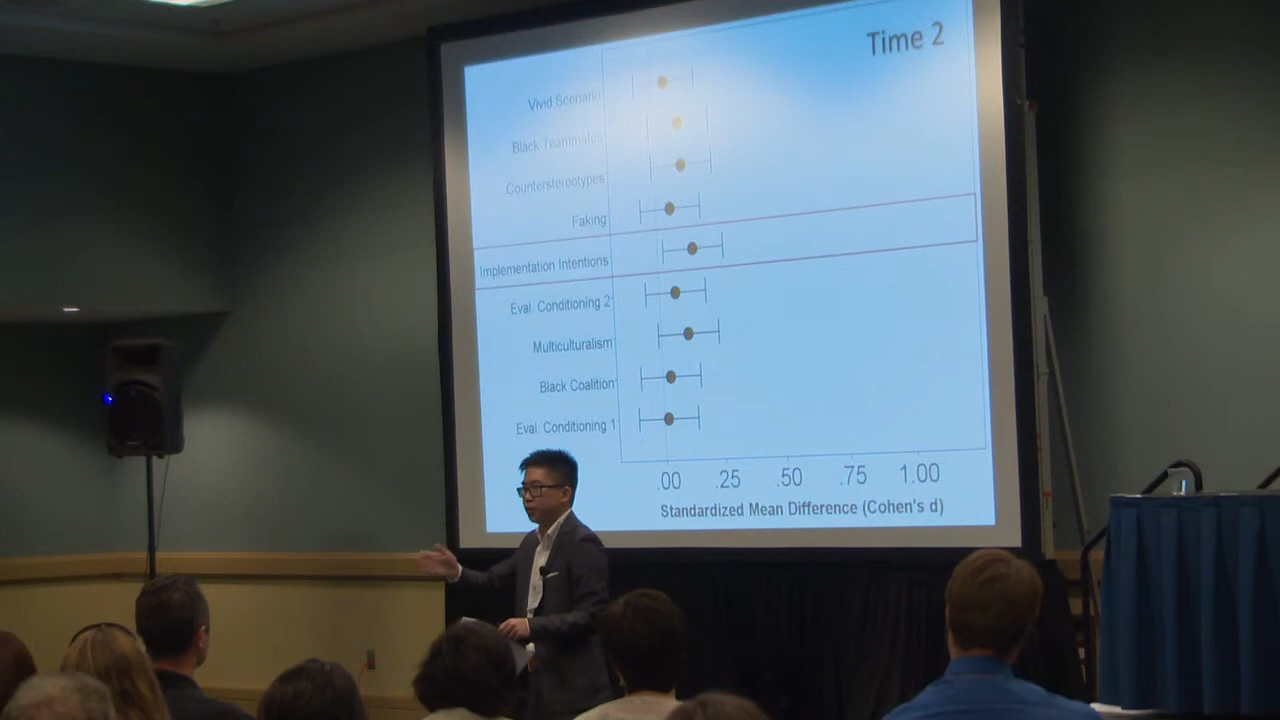 Time 2
Vivid Scenario
Black Teammates
Counterstereotypes
Faking
Implementation Intentions
Eval. Conditioning 2
Multiculturalism
Black Coalition
Eval. Conditioning 1
.00 .25 .50 .75 1.00
Standardized Mean Difference (Cohen's d)